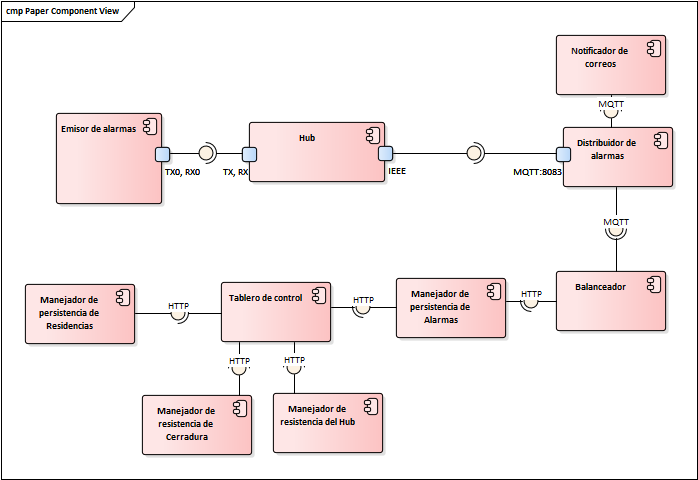 cmp Paper Component View
Notificador de
correos
MQTT
Emisor de alarmas
Hub
Distribuidor de
alarmas
TX0, RX0
TX, RX
IEEE
MQTT:8083
MQTT
Manejador de
persistencia de
Residencias
HTTP
Tablero de control
HTTP
Manejador de
persistencia de
Alarmas
HTTP
Balanceador
HTTP
HTTP
Manejador de
resistencia de
Cerradura
Manejador de
resistencia del Hub